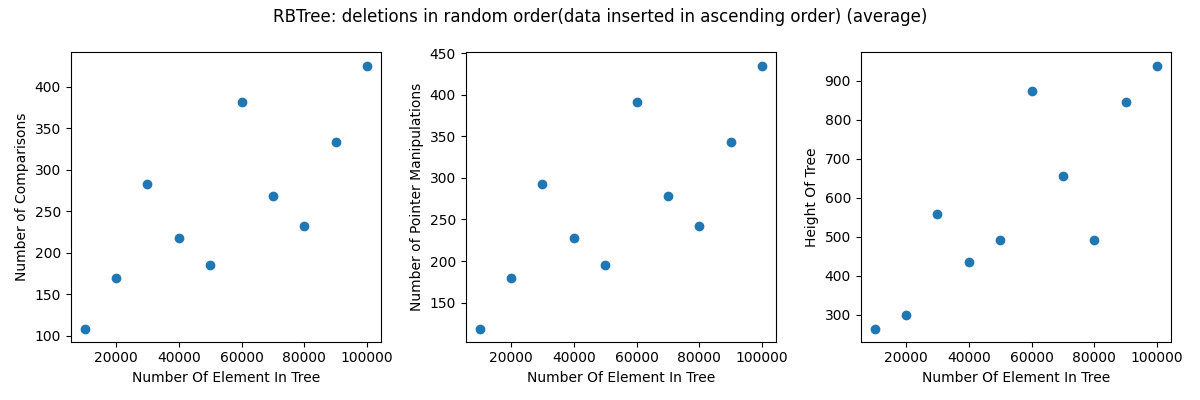 RBTree: deletions in random order(data inserted in ascending order) (average)
Number of Comparisons
400
350
300
250
200
150
100
20000 40000 60000 80000 100000
Number Of Element In Tree
Number of Pointer Manipulations
450
400
350
300
250
200
150
20000 40000 60000 80000 100000
Number Of Element In Tree
Height Of Tree
900
800
700
600
500
400
300
20000 40000 60000 80000 100000
Number Of Element In Tree